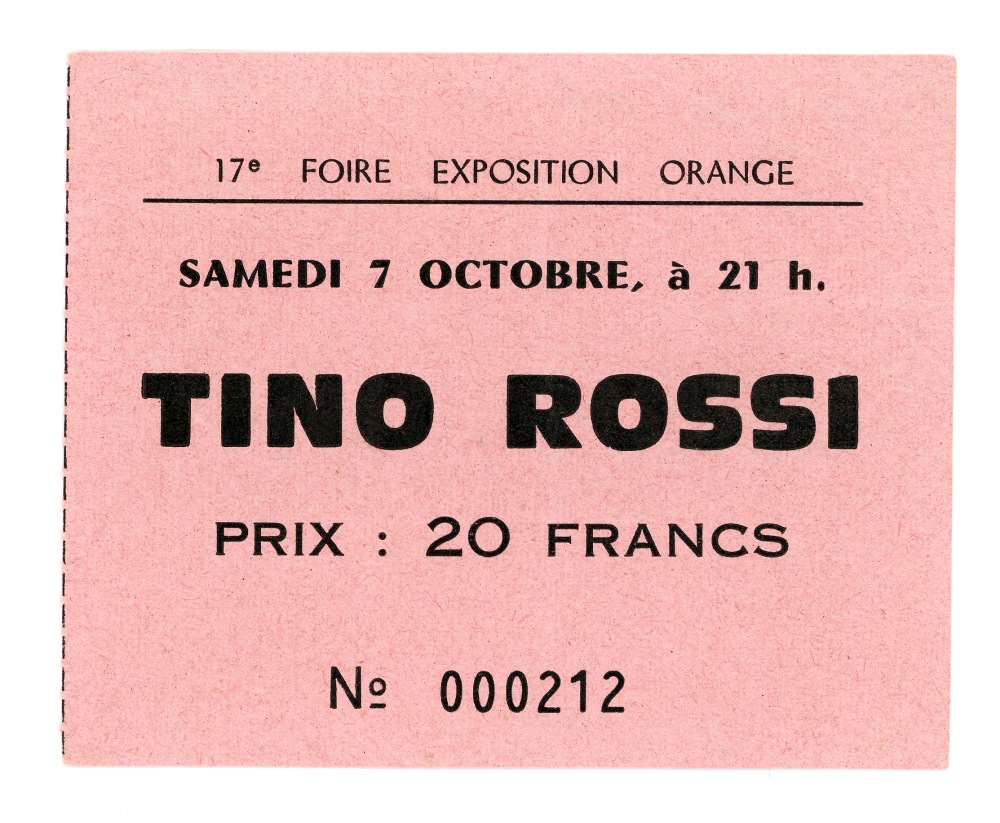 17e FOIRE EXPOSITION ORANGE
SAMEDI 7 OCTOBRE, à 21 h.
TINO ROSSI
PRIX : 20 FRANCS
Nº 000212